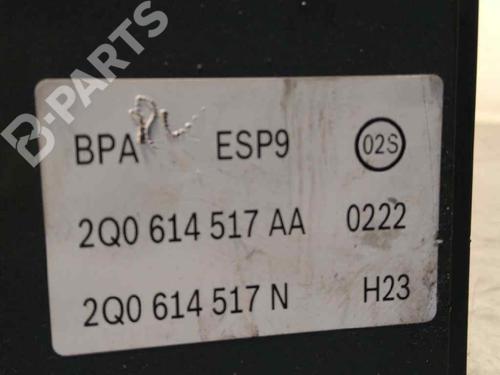 B-PARTS
BPA ESP9 02S
2Q0 614 517 AA 0222
2Q0 614 517 N H23